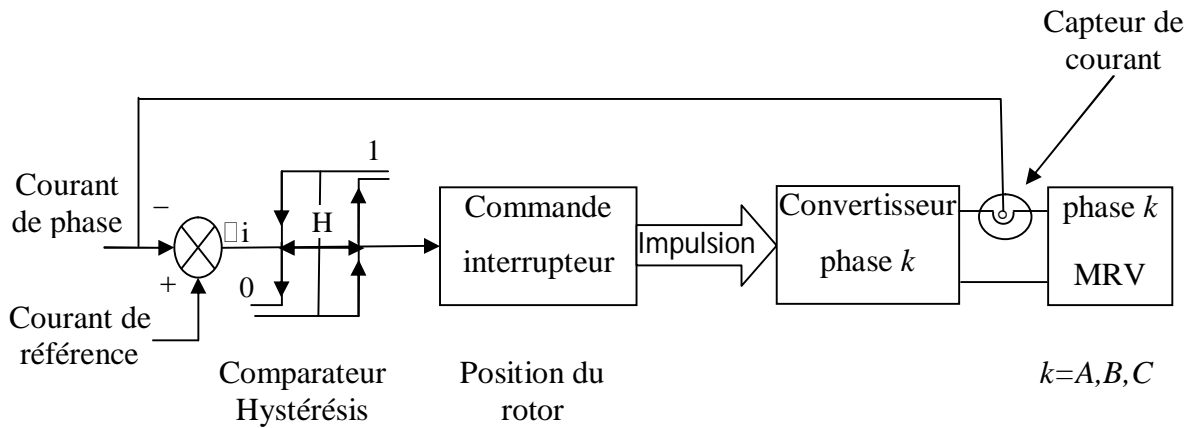 Capteur de
courant
1
Courant
de phase
−
H
□i
+
0
Courant de
référence
Commande
interrupteur
Impulsion
Convertisseur
phase k
phase k
MRV
Comparateur
Hystérésis
Position du
rotor
k=A,B,C